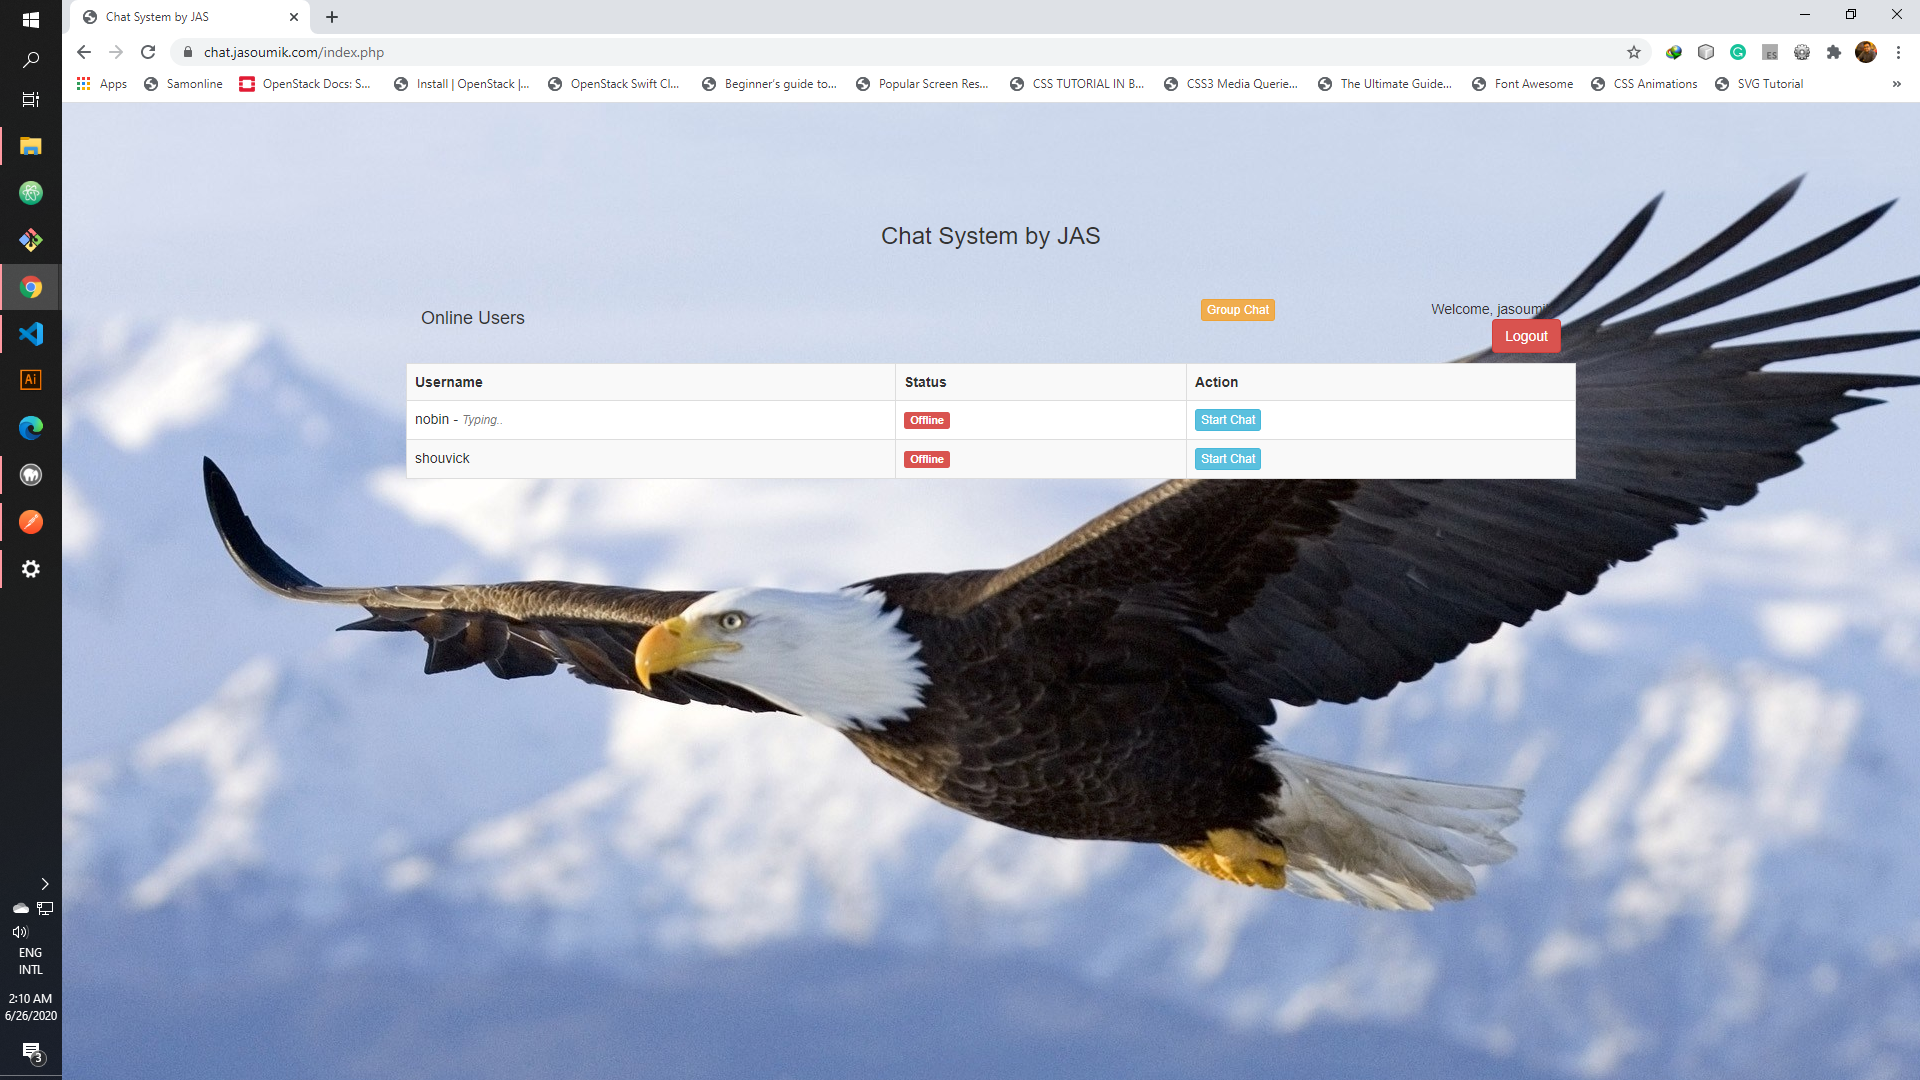 Chat System by JAS
chat.jasoumik.com/index.php
ES
Apps Samonline OpenStack Docs: S... Install | OpenStack |... OpenStack Swift Cl... Beginner's guide to... Popular Screen Res... CSS TUTORIAL IN B... CSS3 Media Querie... The Ultimate Guide... Font Awesome CSS Animations SVG Tutorial »
Chat System by JAS
Online Users Group Chat Welcome, jasoumik
Logout
Username Status Action
nobin - Typing.. Offline Start Chat
shouvick Offline Start Chat
Ai
ENG
INTL
2:10 AM
6/26/2020
3